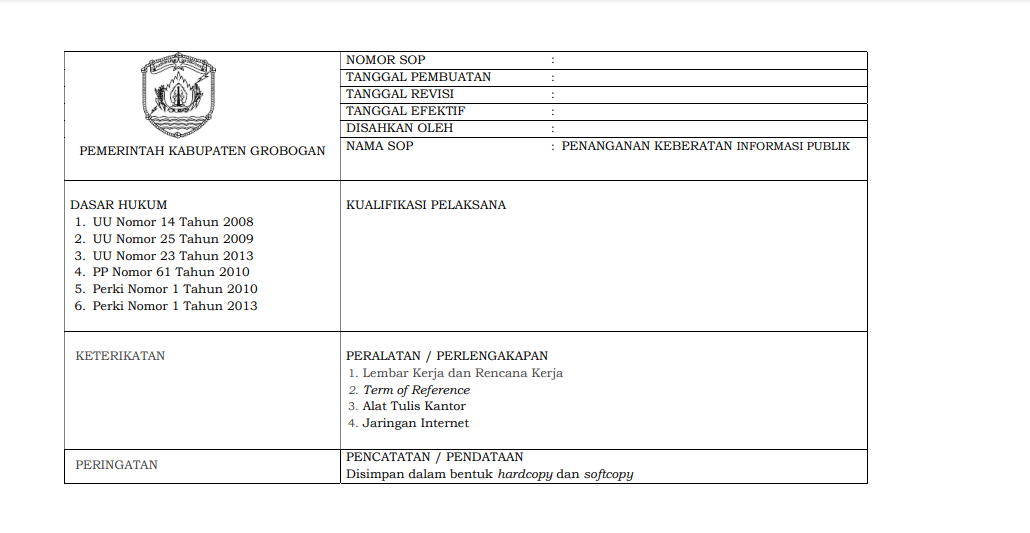 PEMERINTAH KABUPATEN GROBOGAN
NOMOR SOP :
TANGGAL PEMBUATAN :
TANGGAL REVISI :
TANGGAL EFEKTIF :
DISAHKAN OLEH :
NAMA SOP : PENANGANAN KEBERATAN INFORMASI PUBLIK
DASAR HUKUM
1. UU Nomor 14 Tahun 2008
2. UU Nomor 25 Tahun 2009
3. UU Nomor 23 Tahun 2013
4. PP Nomor 61 Tahun 2010
5. Perki Nomor 1 Tahun 2010
6. Perki Nomor 1 Tahun 2013
KUALIFIKASI PELAKSANA
KETERIKATAN
PERALATAN / PERLENGAKAPAN
1. Lembar Kerja dan Rencana Kerja
2. Term of Reference
3. Alat Tulis Kantor
4. Jaringan Internet
PERINGATAN
PENCATATAN / PENDATAAN
Disimpan dalam bentuk hardcopy dan softcopy